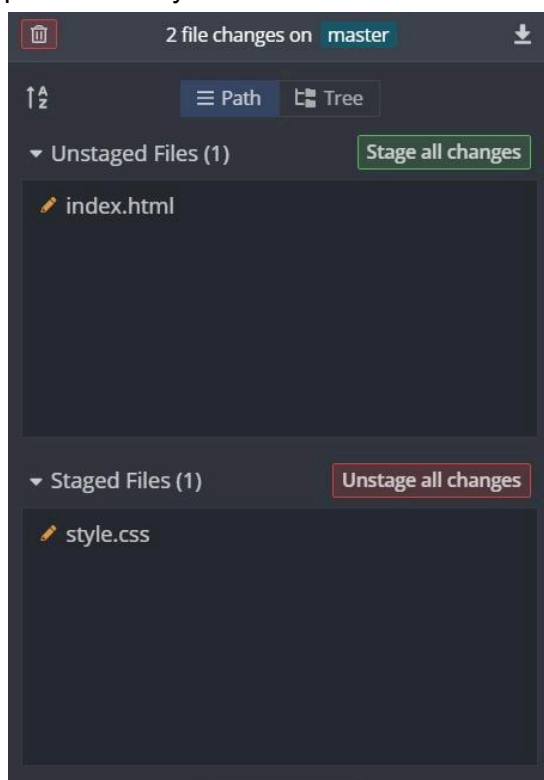 2 file changes on master
Path Tree
Unstaged Files (1) Stage all changes
index.html
Staged Files (1) Unstage all changes
style.css